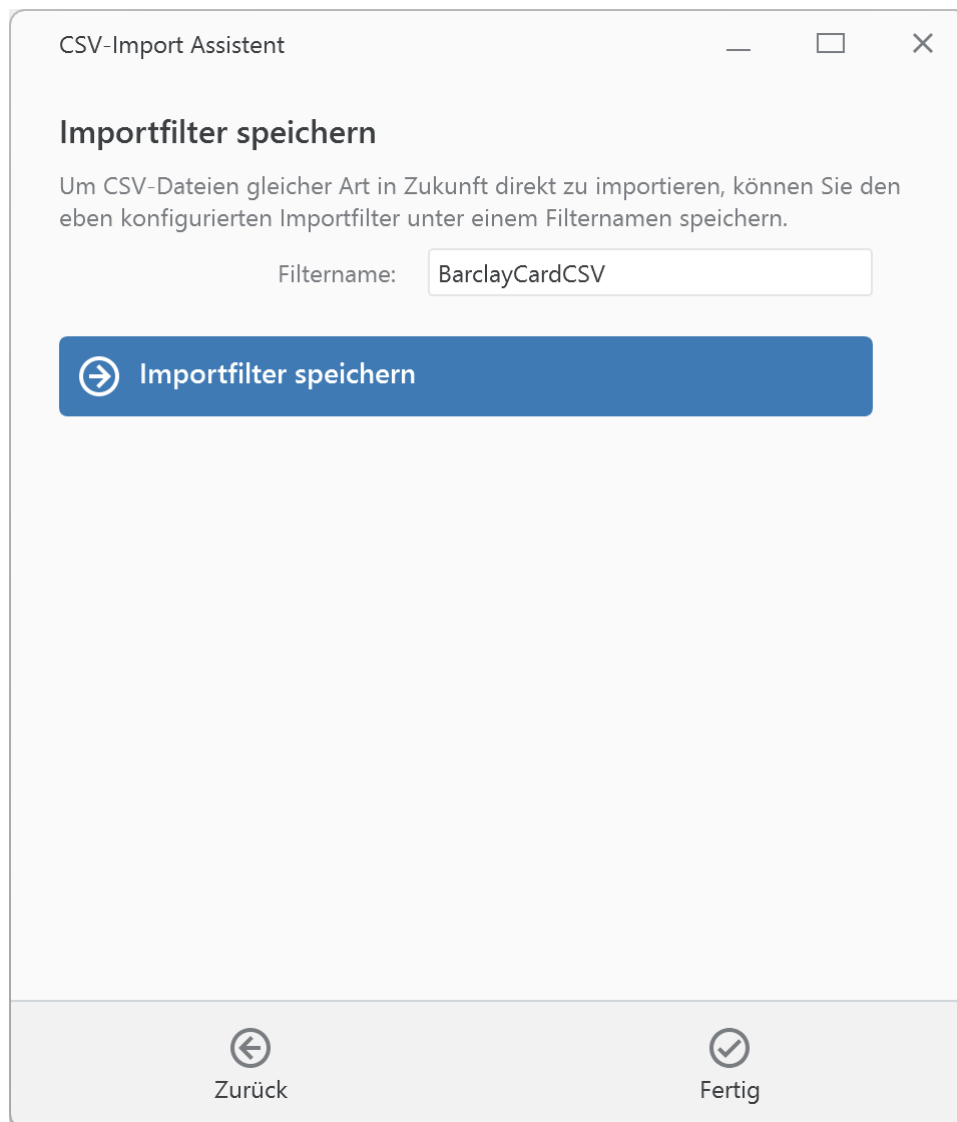 CSV-Import Assistent
Importfilter speichern
Um CSV-Dateien gleicher Art in Zukunft direkt zu importieren, können Sie den
eben konfigurierten Importfilter unter einem Filternamen speichern.
Filtername: BarclayCardCSV
Importfilter speichern
Zurück Fertig